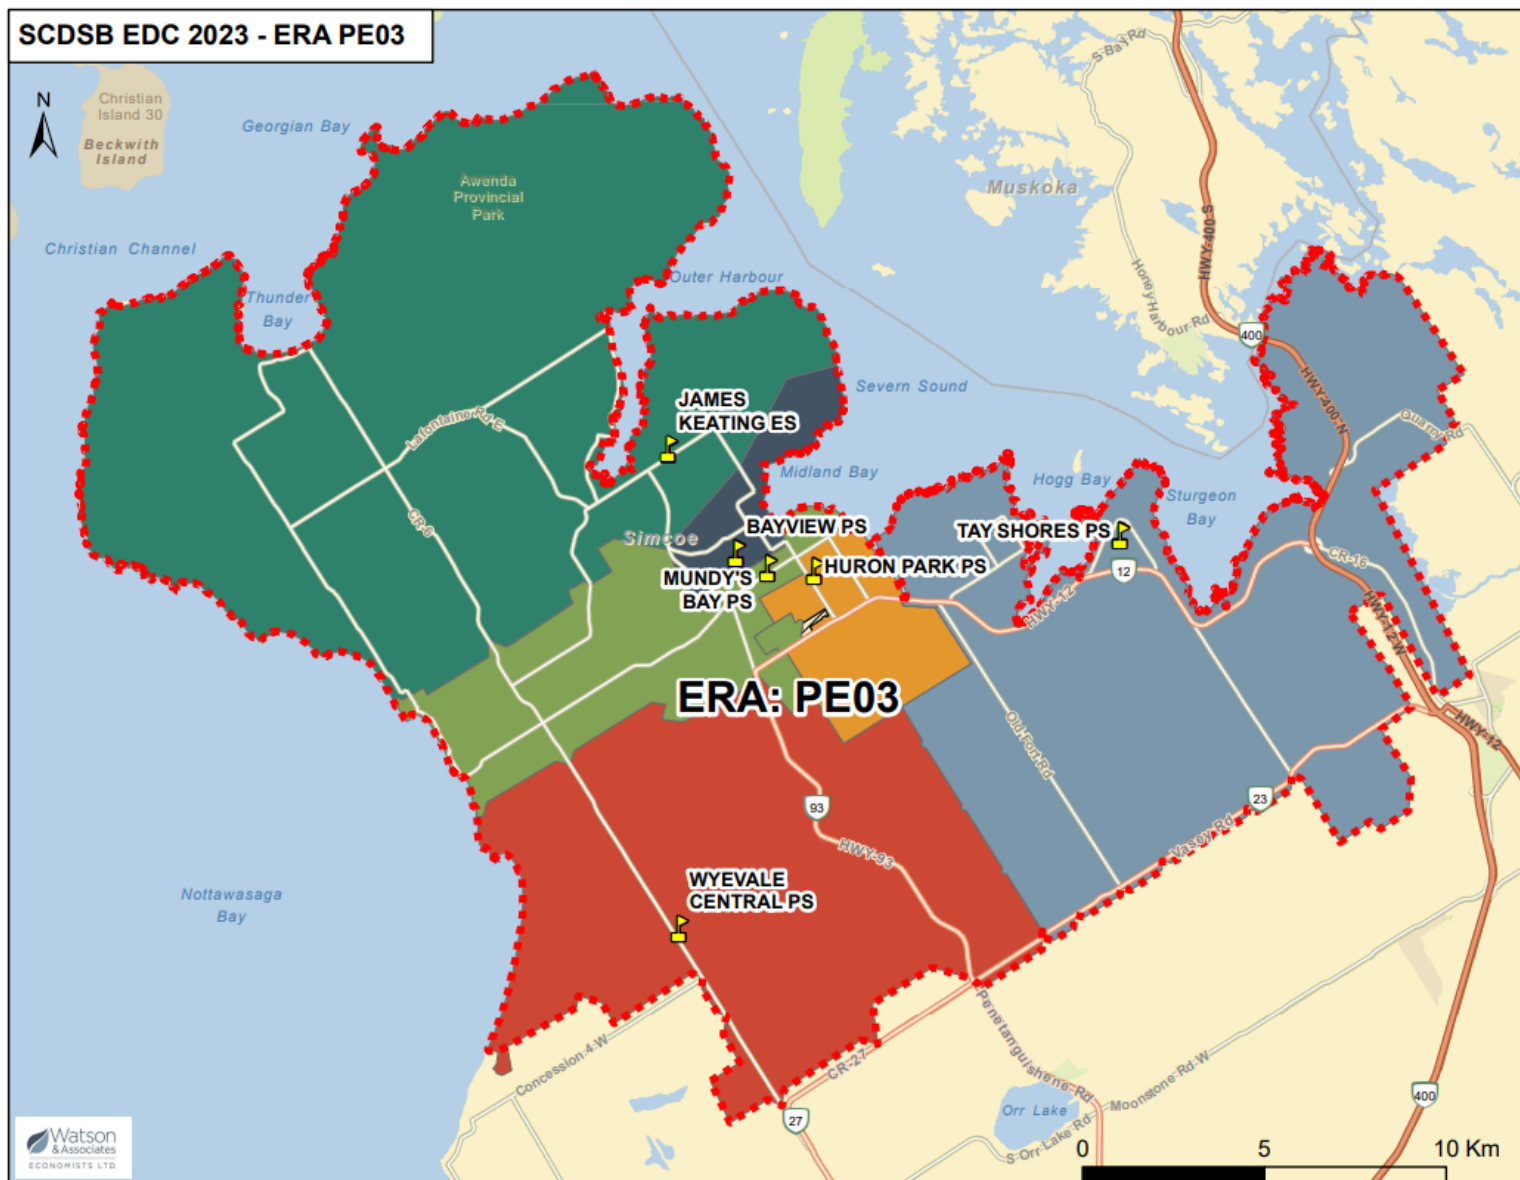 SCDSB EDC 2023 - ERA PE03
N
Christian
Island 30
Beckwith
Island
Georgian Bay
S Bay Rd
HWY-400-S
Awenda
Provincial
Park
Muskoka
Christian Channel
Outer Harbour
Honey Harbour Rd
Thunder
Bay
400
HWY-400-N
Severn Sound
JAMES
KEATING ES
Lafontaine Rd E
Quarry Rd
Midland Bay
Hogg Bay
Sturgeon
Bay
CR-6
Simcoe
BAYVIEW PS
TAY SHORES PS
MUNDY'S
BAY PS
HURON PARK PS
12
HWY-12
CR-16
HWY-12 W
ERA: PE03
Old Fort Rd
HWY-12
93
HWY-93
23
Vasey Rd
WYEVALE
CENTRAL PS
Nottawasaga
Bay
Concession 4 W
CR-27
Penetanguishene Rd
Moonstone Rd W
Orr Lake
S Orr Lake Rd
27
400
Watson
& Associates
ECONOMISTS LTD.
0 5 10 Km